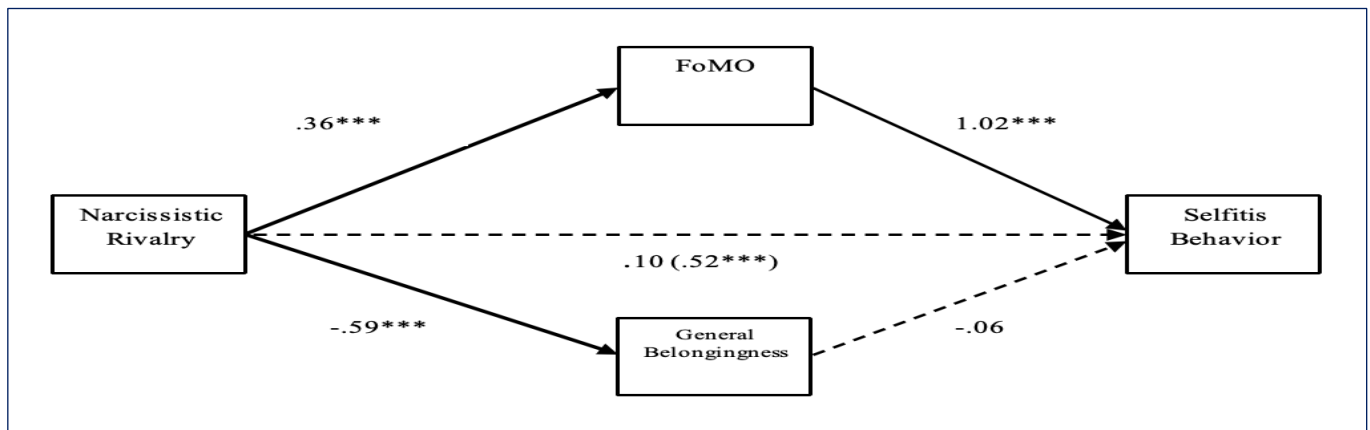 FoMO
.36***
1.02***
Narcissistic
Rivalry
Selfitis
Behavior
.10 (.52***)
-.59***
-.06
General
Belongingness